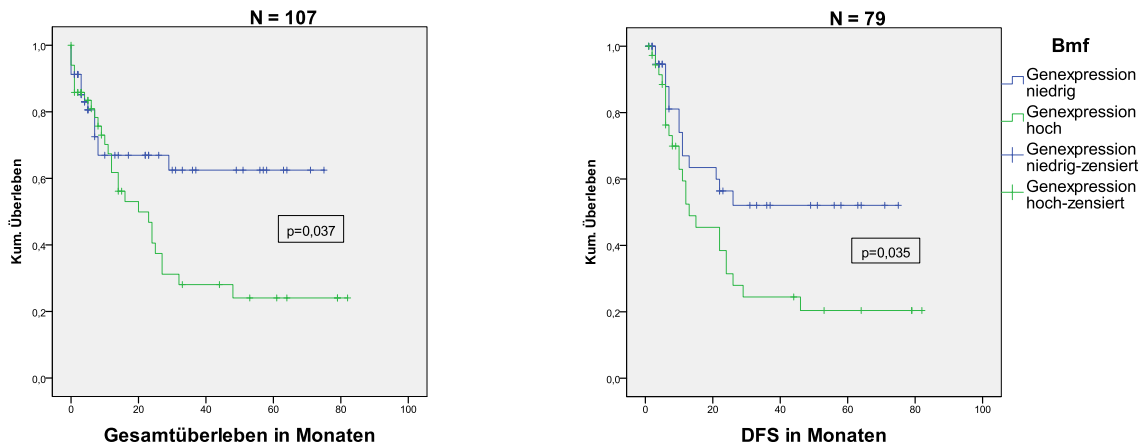 N = 107
1,0
0,8
0,6
0,4
0,2
0,0
Kum. Überleben
p=0,037
0 20 40 60 80 100
Gesamtüberleben in Monaten
N = 79
1,0
0,8
0,6
0,4
0,2
0,0
Kum. Überleben
p=0,035
0 20 40 60 80 100
DFS in Monaten
Bmf
Genexpression
niedrig
Genexpression
hoch
Genexpression
niedrig-zensiert
Genexpression
hoch-zensiert